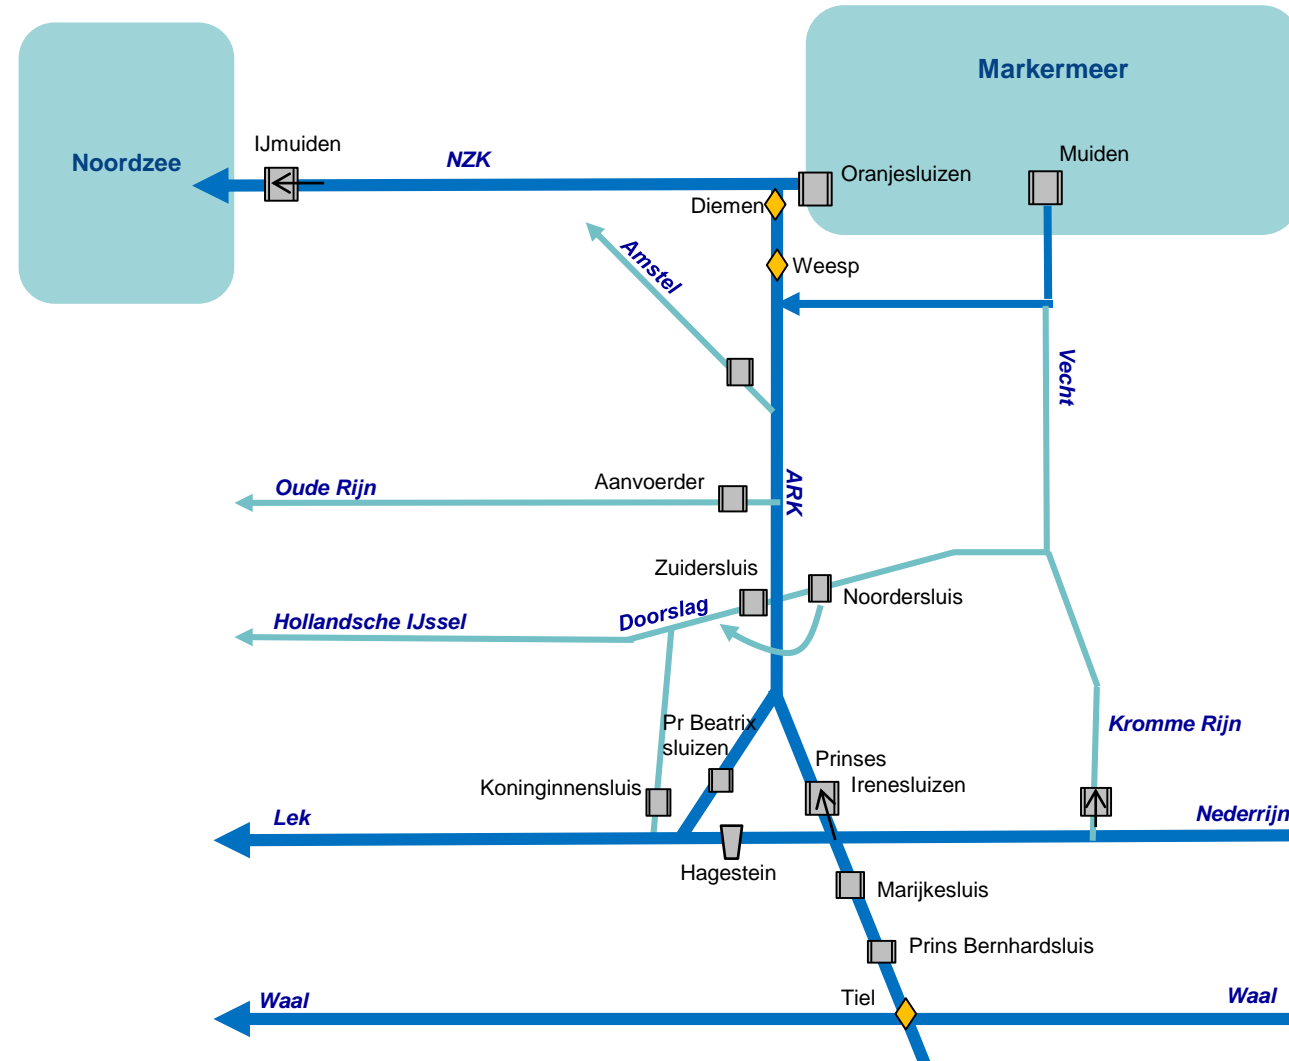 Markermeer
IJmuiden
NZK
Noordzee
Muiden
Oranjesluizen
Diemen
Amstel
Weesp
Vecht
Aanvoerder
Oude Rijn
ARK
Zuidersluis
Noordersluis
Doorslag
Hollandsche IJssel
Pr Beatrix
sluizen
Kromme Rijn
Prinses
Irenesluizen
Koninginnensluis
Lek
Nederrijn
Hagestein
Marijkesluis
Prins Bernhardsluis
Tiel
Waal
Waal